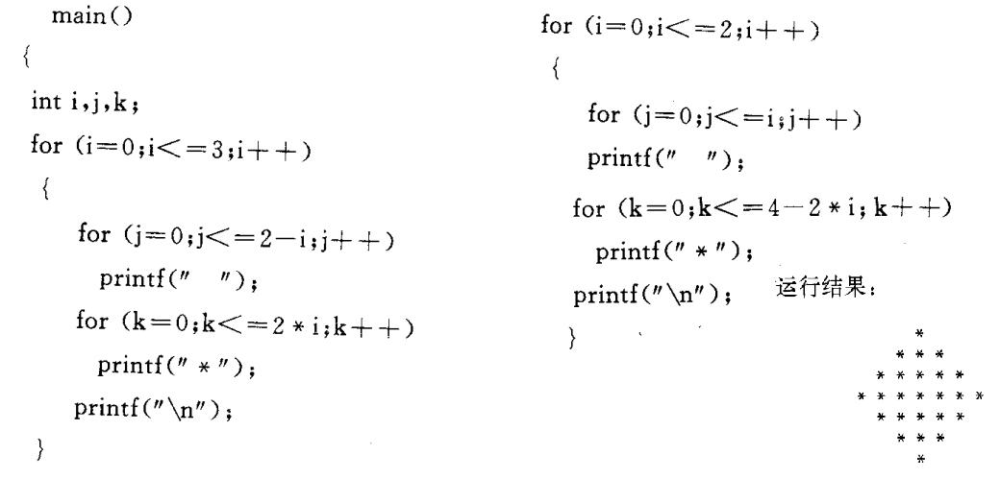 main()
{
int i,j,k;
for (i=0;i<=3;i++)
{
for (j=0;j<=2-i;j++)
printf("  ");
for (k=0;k<=2*i;k++)
printf("*");
printf("\n");
}
for (i=0;i<=2;i++)
{
for (j=0;j<=i;j++)
printf("  ");
for (k=0;k<=4-2*i;k++)
printf("*");
printf("\n");
}
运行结果:
*
* * *
* * * * *
* * * * * * *
* * * * *
* * *
*